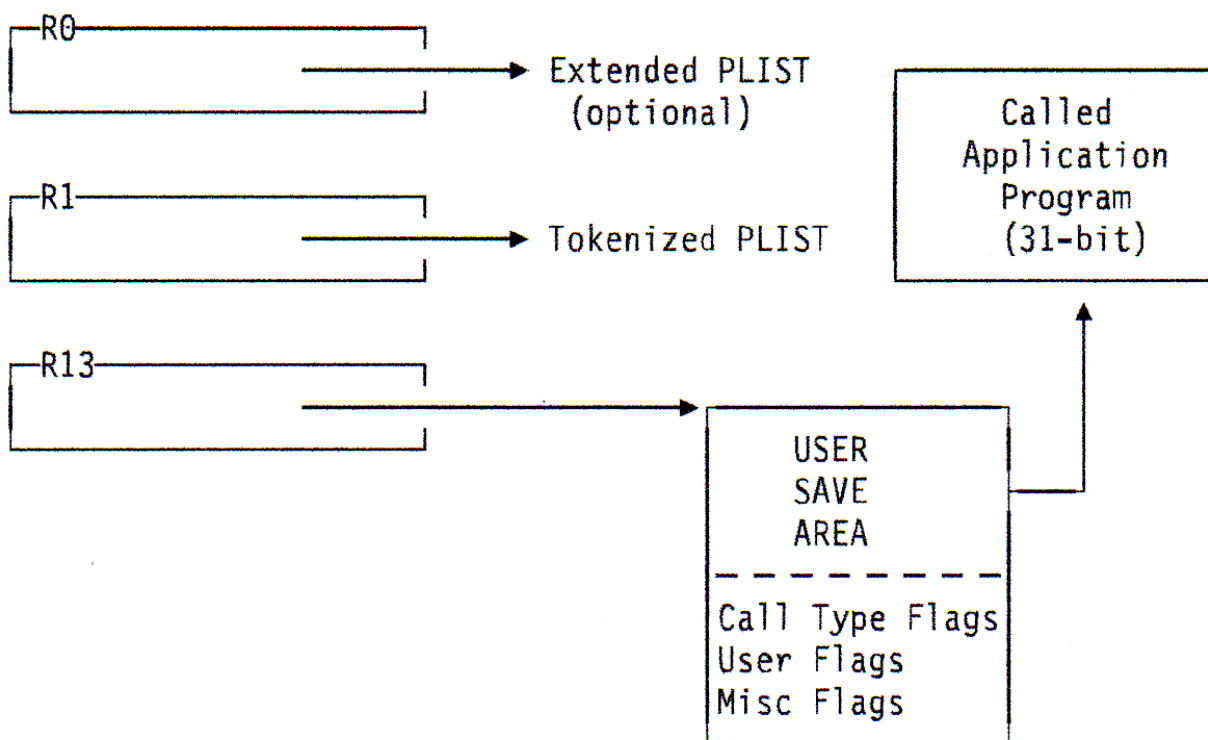 R0
Extended PLIST
(optional)
Called
Application
Program
(31-bit)
R1
Tokenized PLIST
R13
USER
SAVE
AREA
Call Type Flags
User Flags
Misc Flags